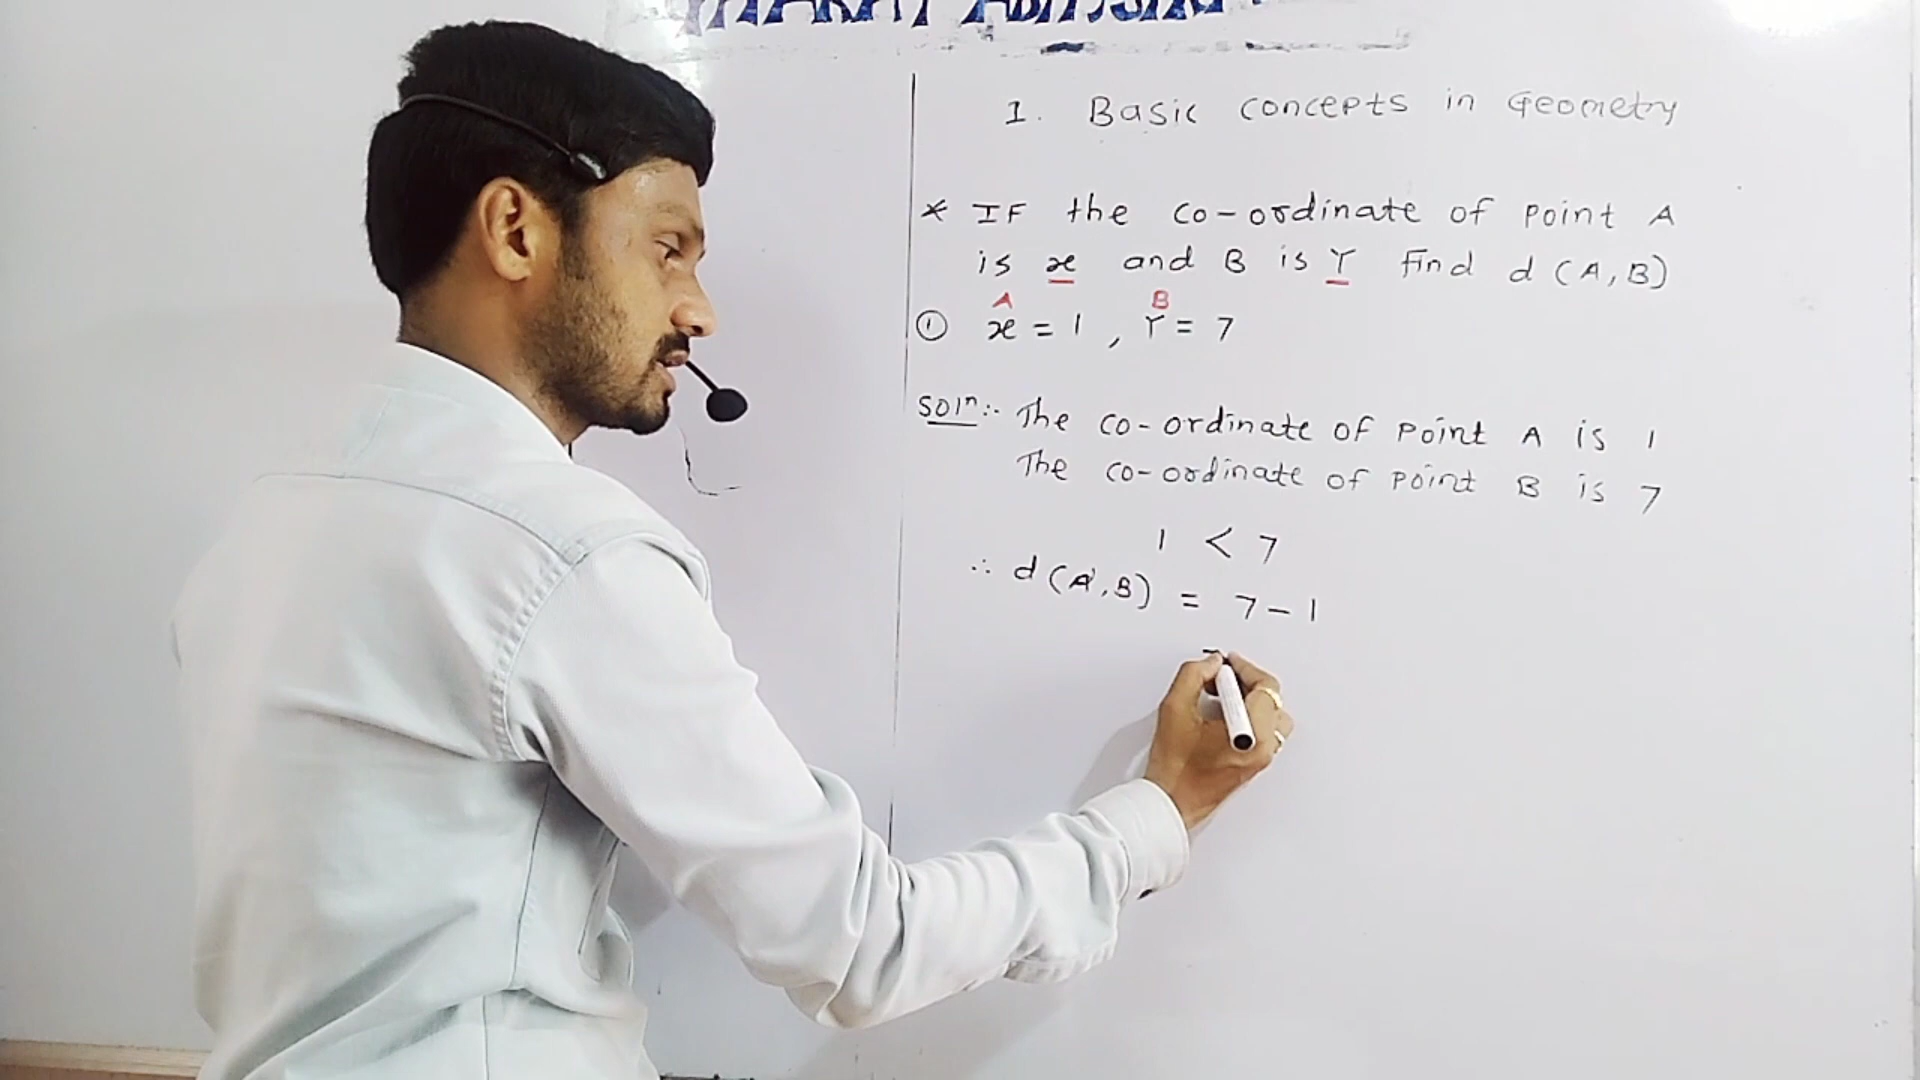 1. Basic concepts in Geometry
* IF the co-ordinate of point A
is x and B is Y find d (A,B)
A B
① x = 1 , Y = 7
Solⁿ:- The co-ordinate of point A is 1
The co-ordinate of point B is 7
1 < 7
∴ d(A,B) = 7 - 1